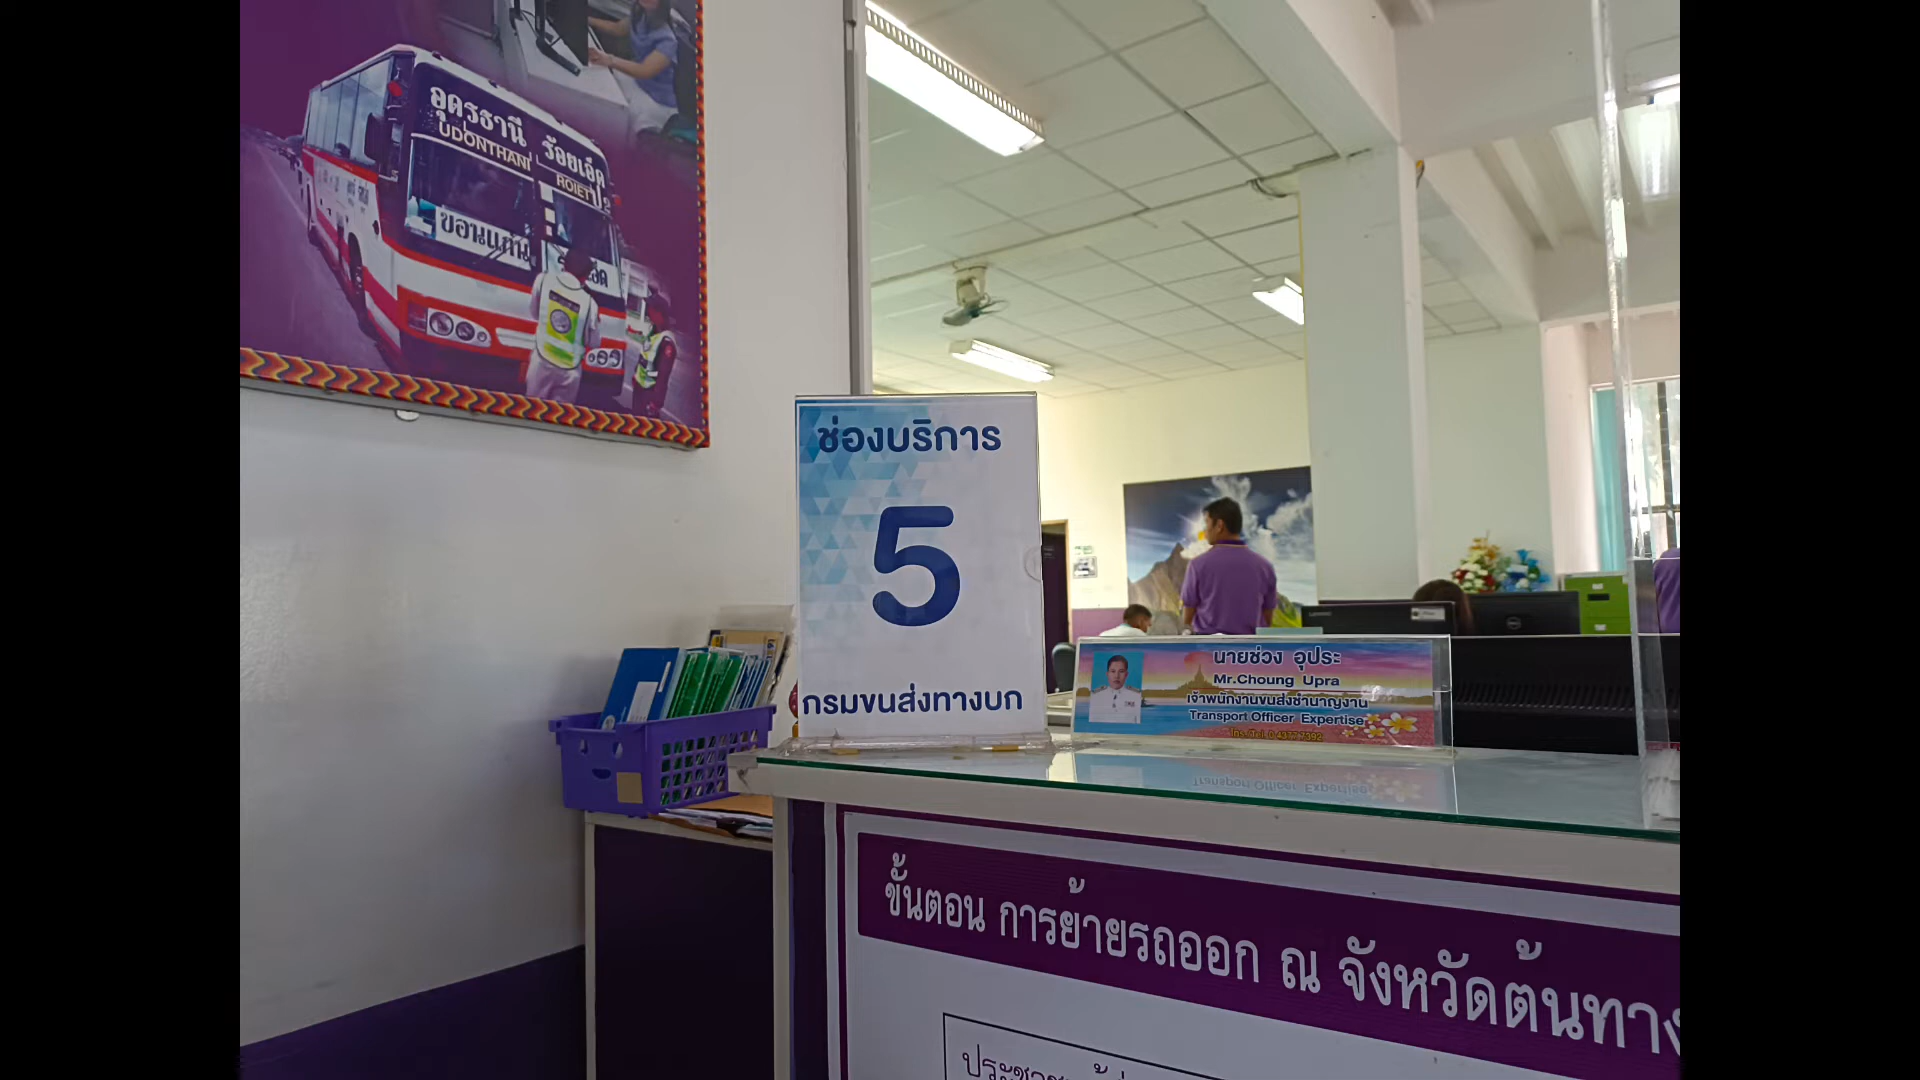 อุดรธานี ร้อยเอ็ด
UDONTHANI ROIET
ป2
ขอนแก่น
ช่องบริการ
5
กรมขนส่งทางบก
นายช่วง อุประ
Mr.Choung Upra
เจ้าพนักงานขนส่งชำนาญงาน
Transport Officer Expertise
ขั้นตอน การย้ายรถออก ณ จังหวัดต้นทาง